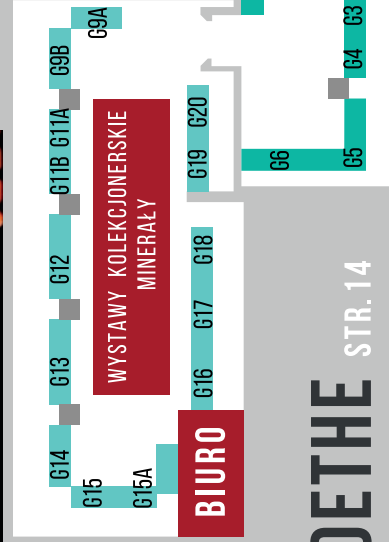 G9A
G9B
G11A
G11B
G12
G13
G14
G15
G15A
WYSTAWY KOLEKCJONERSKIE
MINERAŁY
G20
G19
G18
G17
G16
BIURO
G3
G4
G5
G6
STR.14
OETHE